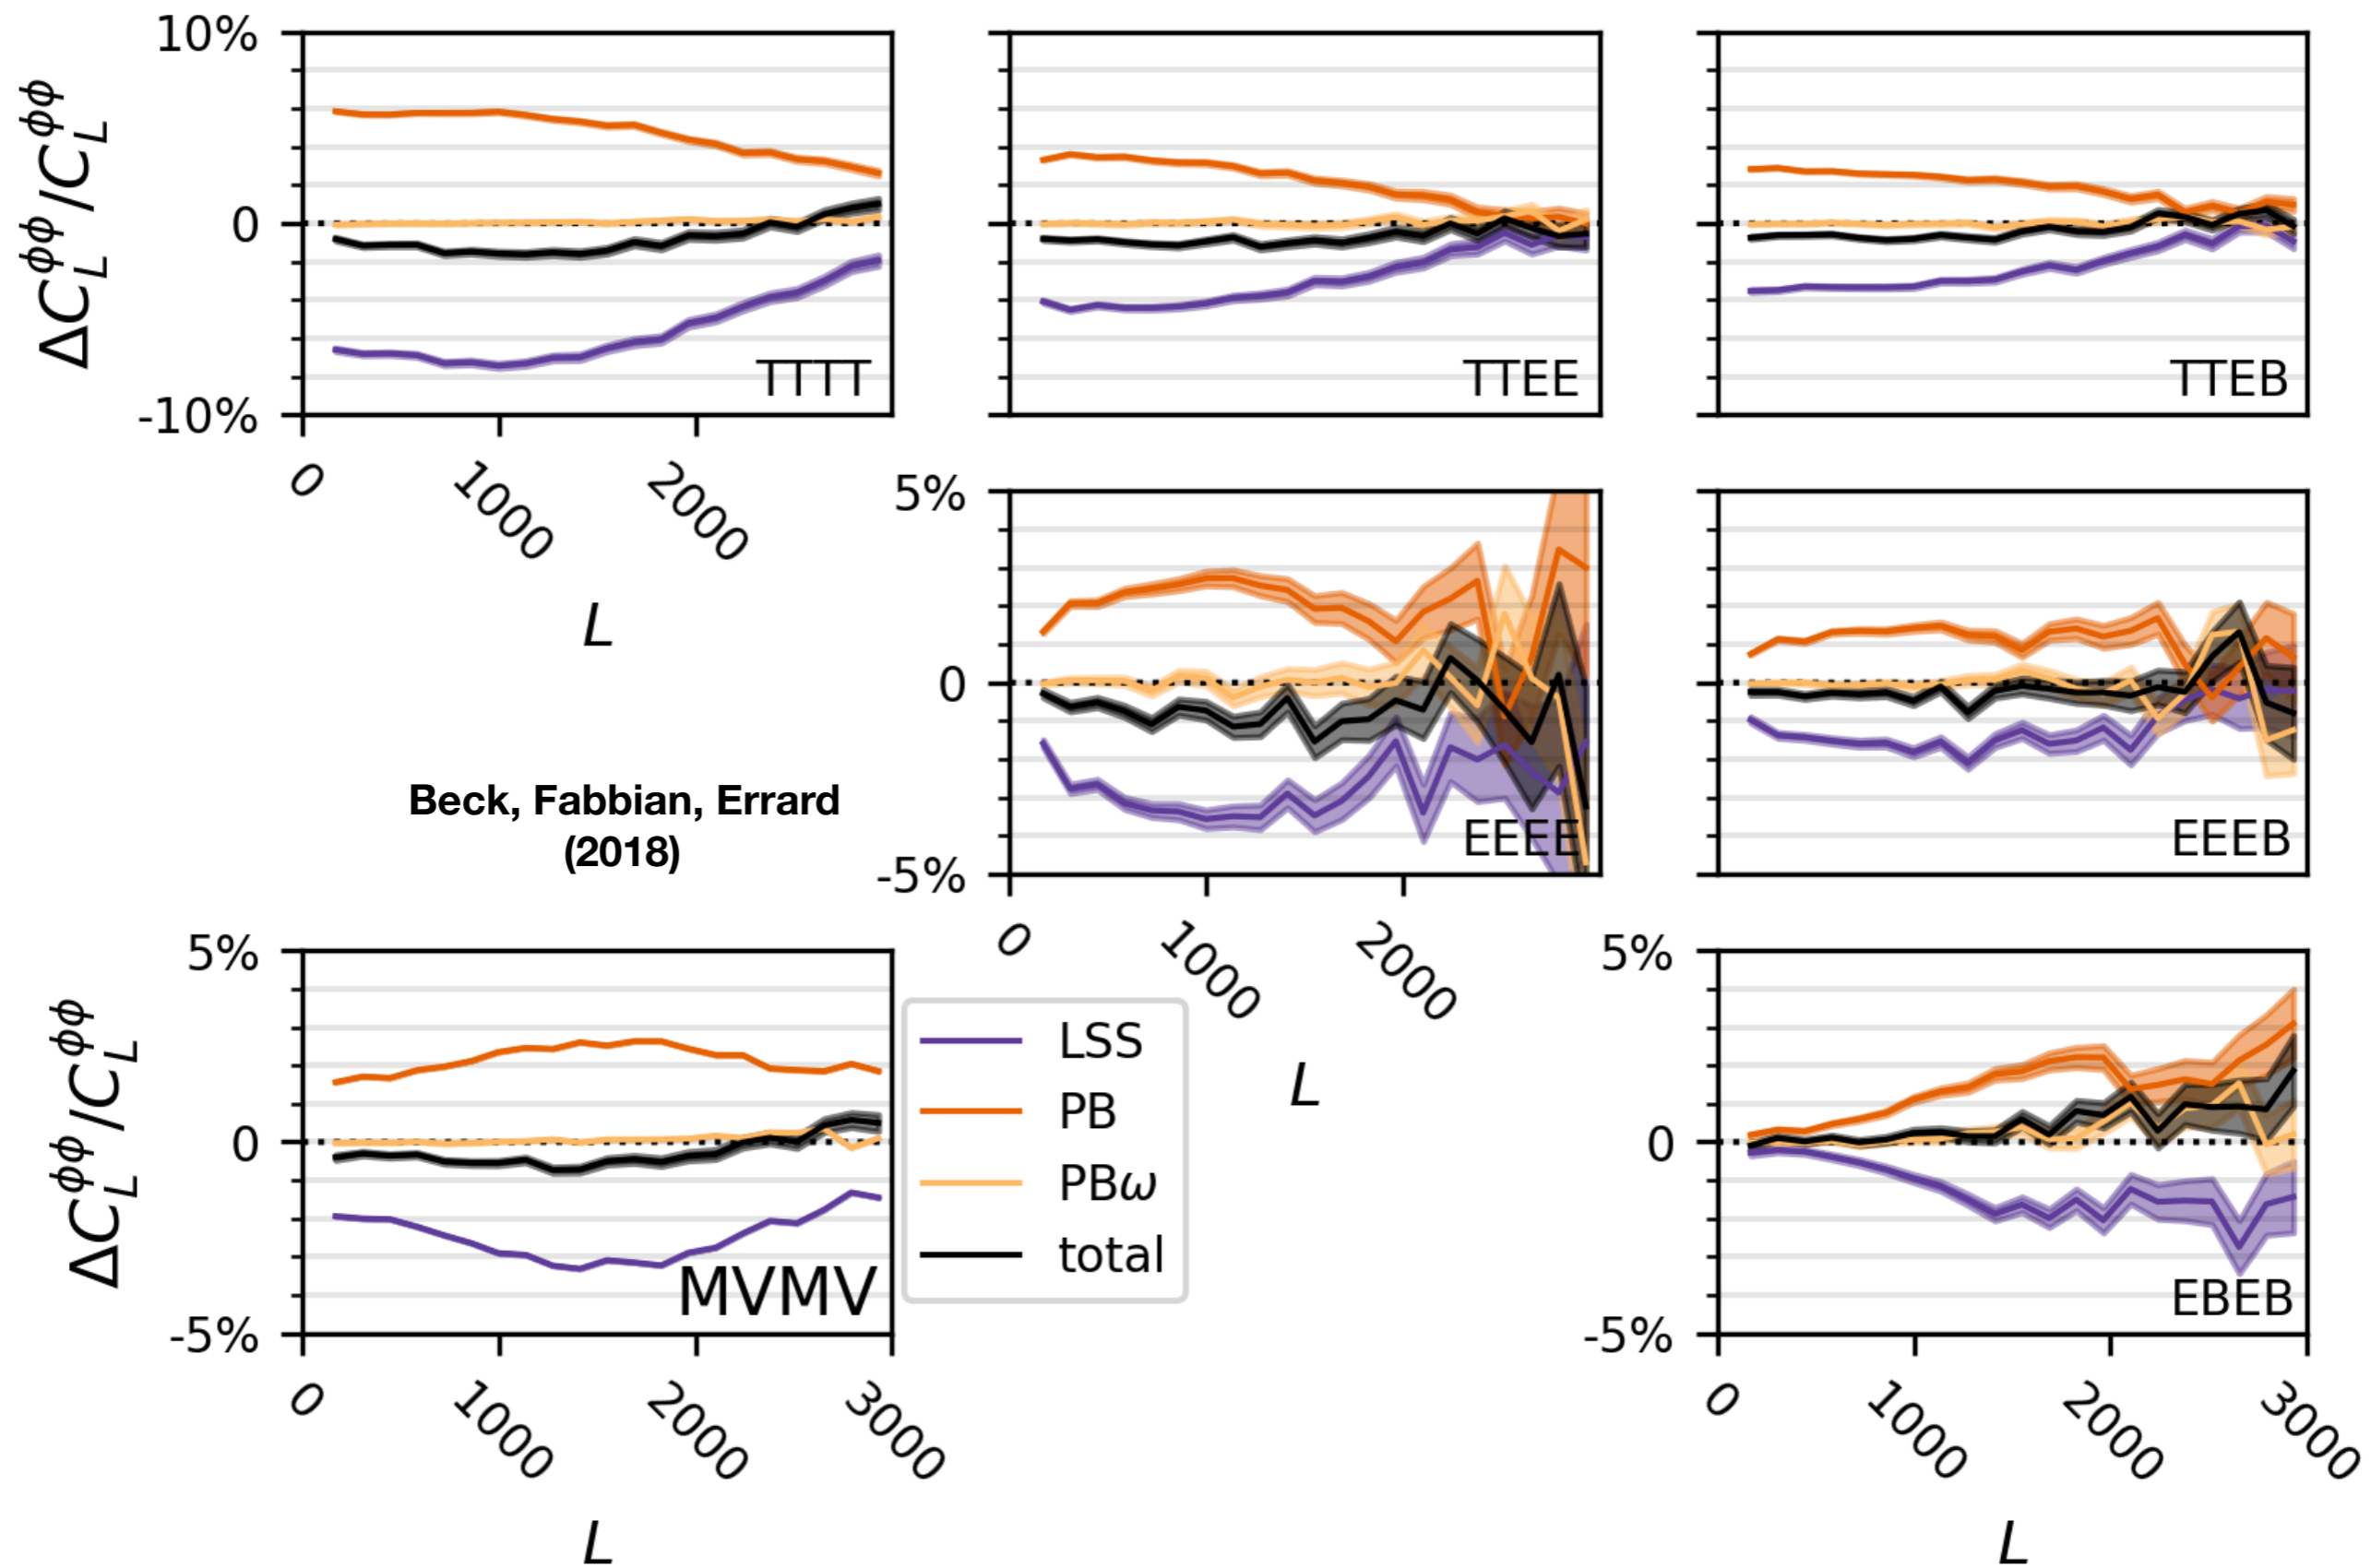 10%
0
-10%
ΔC_L^{ϕϕ}/C_L^{ϕϕ}
TTTT
0 1000 2000
L
TTEE
TTEB
5%
0
-5%
EEEE
0 1000 2000
L
EEEB
Beck, Fabbian, Errard
(2018)
5%
0
-5%
ΔC_L^{ϕϕ}/C_L^{ϕϕ}
MVMV
0 1000 2000 3000
L
LSS
PB
PBω
total
5%
0
-5%
EBEB
0 1000 2000 3000
L